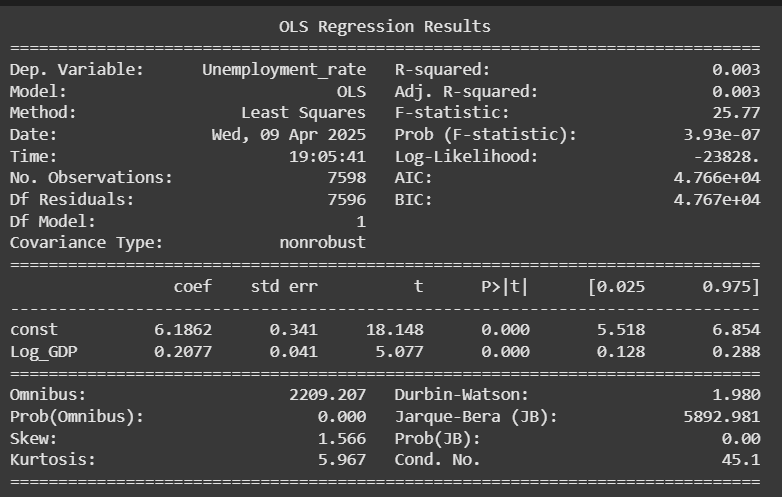 OLS Regression Results
==============================================================================
Dep. Variable:      Unemployment_rate   R-squared:                       0.003
Model:                            OLS   Adj. R-squared:                  0.003
Method:                 Least Squares   F-statistic:                     25.77
Date:                Wed, 09 Apr 2025   Prob (F-statistic):           3.93e-07
Time:                        19:05:41   Log-Likelihood:                -23828.
No. Observations:                7598   AIC:                         4.766e+04
Df Residuals:                    7596   BIC:                         4.767e+04
Df Model:                           1
Covariance Type:            nonrobust
==============================================================================
                 coef    std err          t      P>|t|      [0.025      0.975]
------------------------------------------------------------------------------
const          6.1862      0.341     18.148      0.000       5.518       6.854
Log_GDP        0.2077      0.041      5.077      0.000       0.128       0.288
==============================================================================
Omnibus:                     2209.207   Durbin-Watson:                   1.980
Prob(Omnibus):                  0.000   Jarque-Bera (JB):             5892.981
Skew:                           1.566   Prob(JB):                         0.00
Kurtosis:                       5.967   Cond. No.                         45.1
==============================================================================